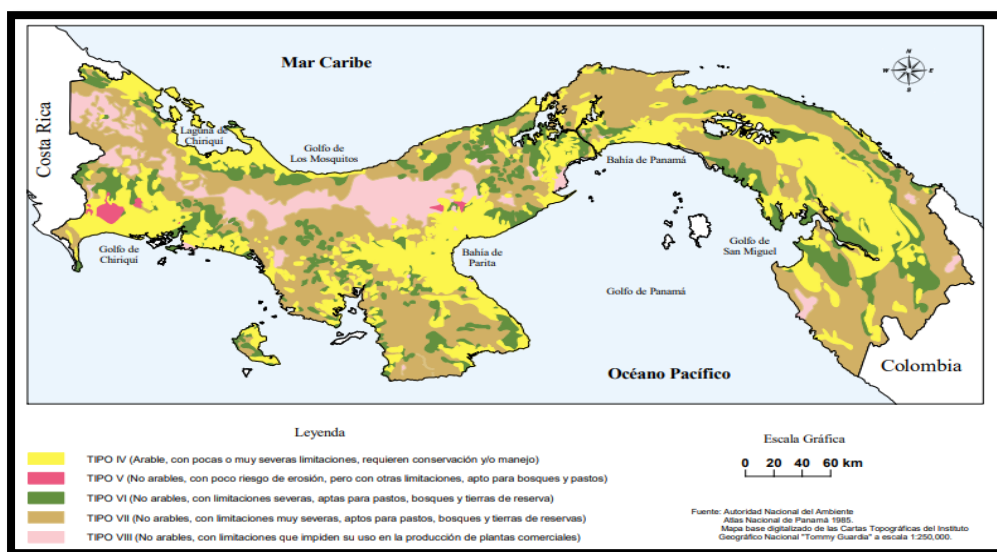 Mar Caribe
N
W
E
S
Costa Rica
Laguna de
Chiriquí
Golfo de
Los Mosquitos
Bahía de Panamá
Golfo de
Chiriquí
Bahía de
Parita
Golfo de
San Miguel
Golfo de Panamá
Océano Pacífico
Colombia
Leyenda
TIPO IV (Arable, con pocas o muy severas limitaciones, requieren conservación y/o manejo)
TIPO V (No arables, con poco riesgo de erosión, pero con otras limitaciones, apto para bosques y pastos)
TIPO VI (No arables, con limitaciones severas, aptas para pastos, bosques y tierras de reserva)
TIPO VII (No arables, con limitaciones muy severas, aptos para pastos, bosques y tierras de reservas)
TIPO VIII (No arables, con limitaciones que impiden su uso en la producción de plantas comerciales)
Escala Gráfica
0 20 40 60 km
Fuente: Autoridad Nacional del Ambiente
Atlas Nacional de Panamá 1985.
Mapa base digitalizado de las Cartas Topográficas del Instituto
Geográfico Nacional "Tommy Guardia" a escala 1:250,000.